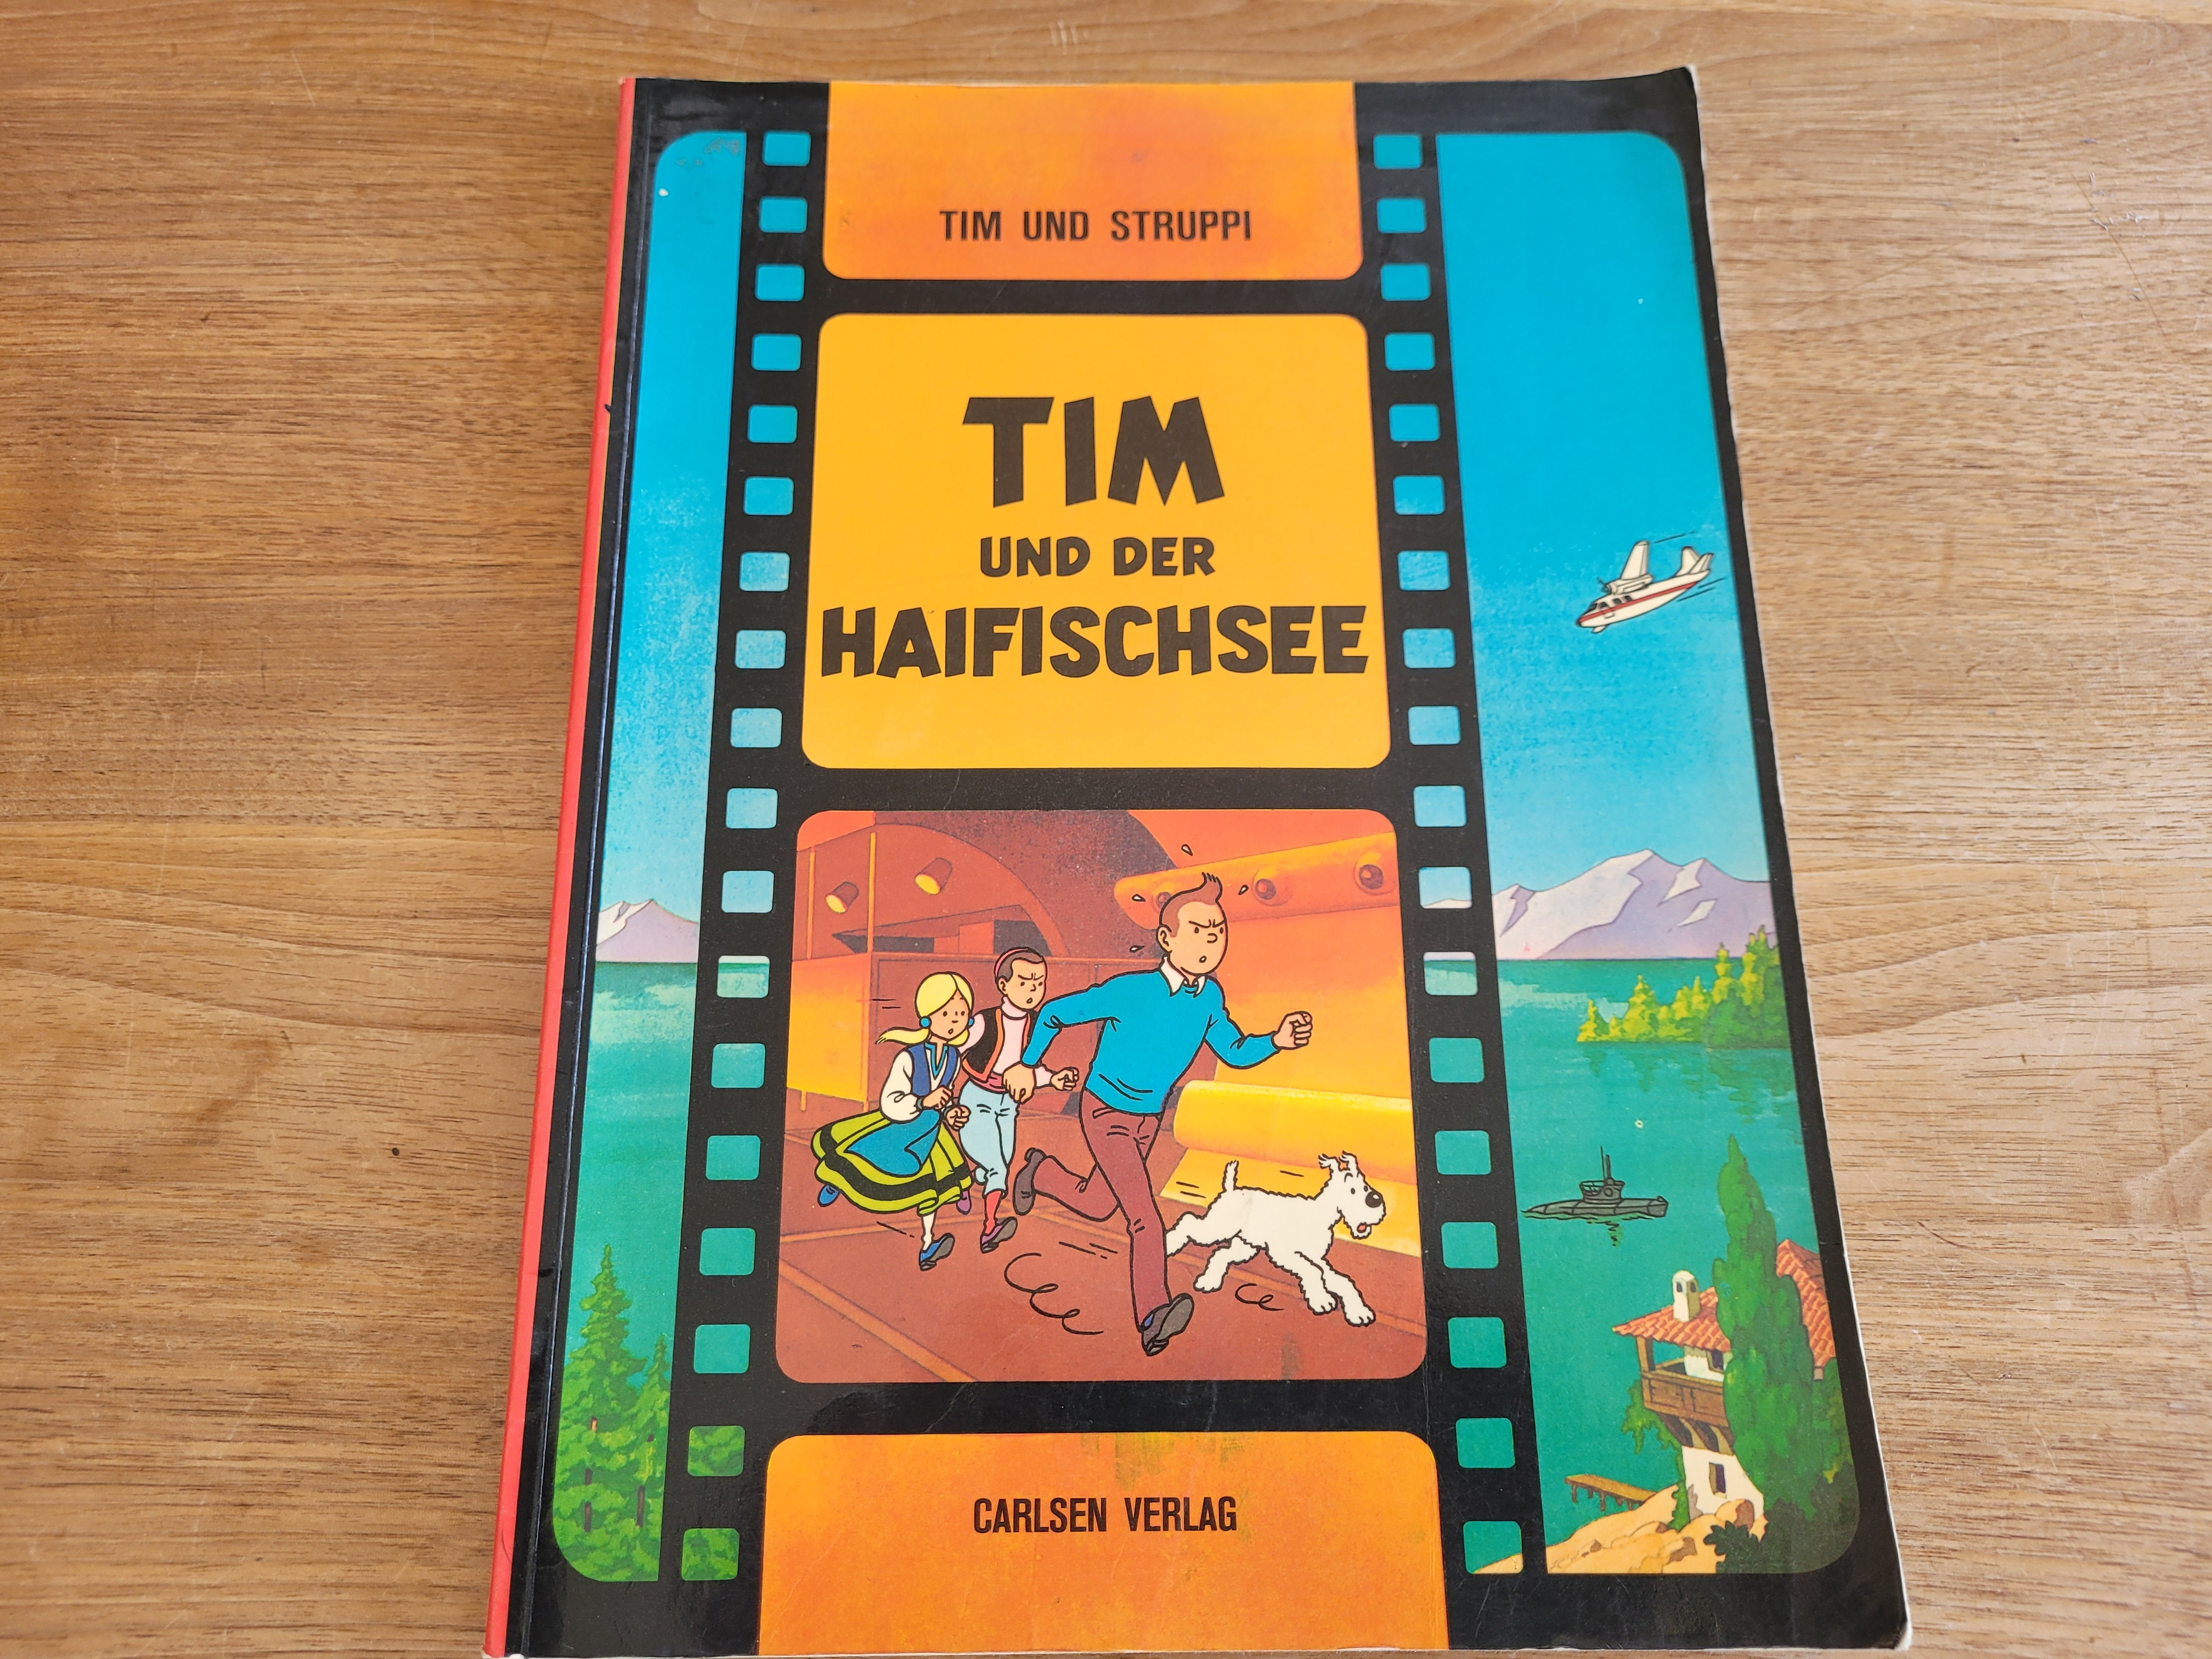 TIM UND STRUPPI
TIM
UND DER
HAIFISCHSEE
CARLSEN VERLAG